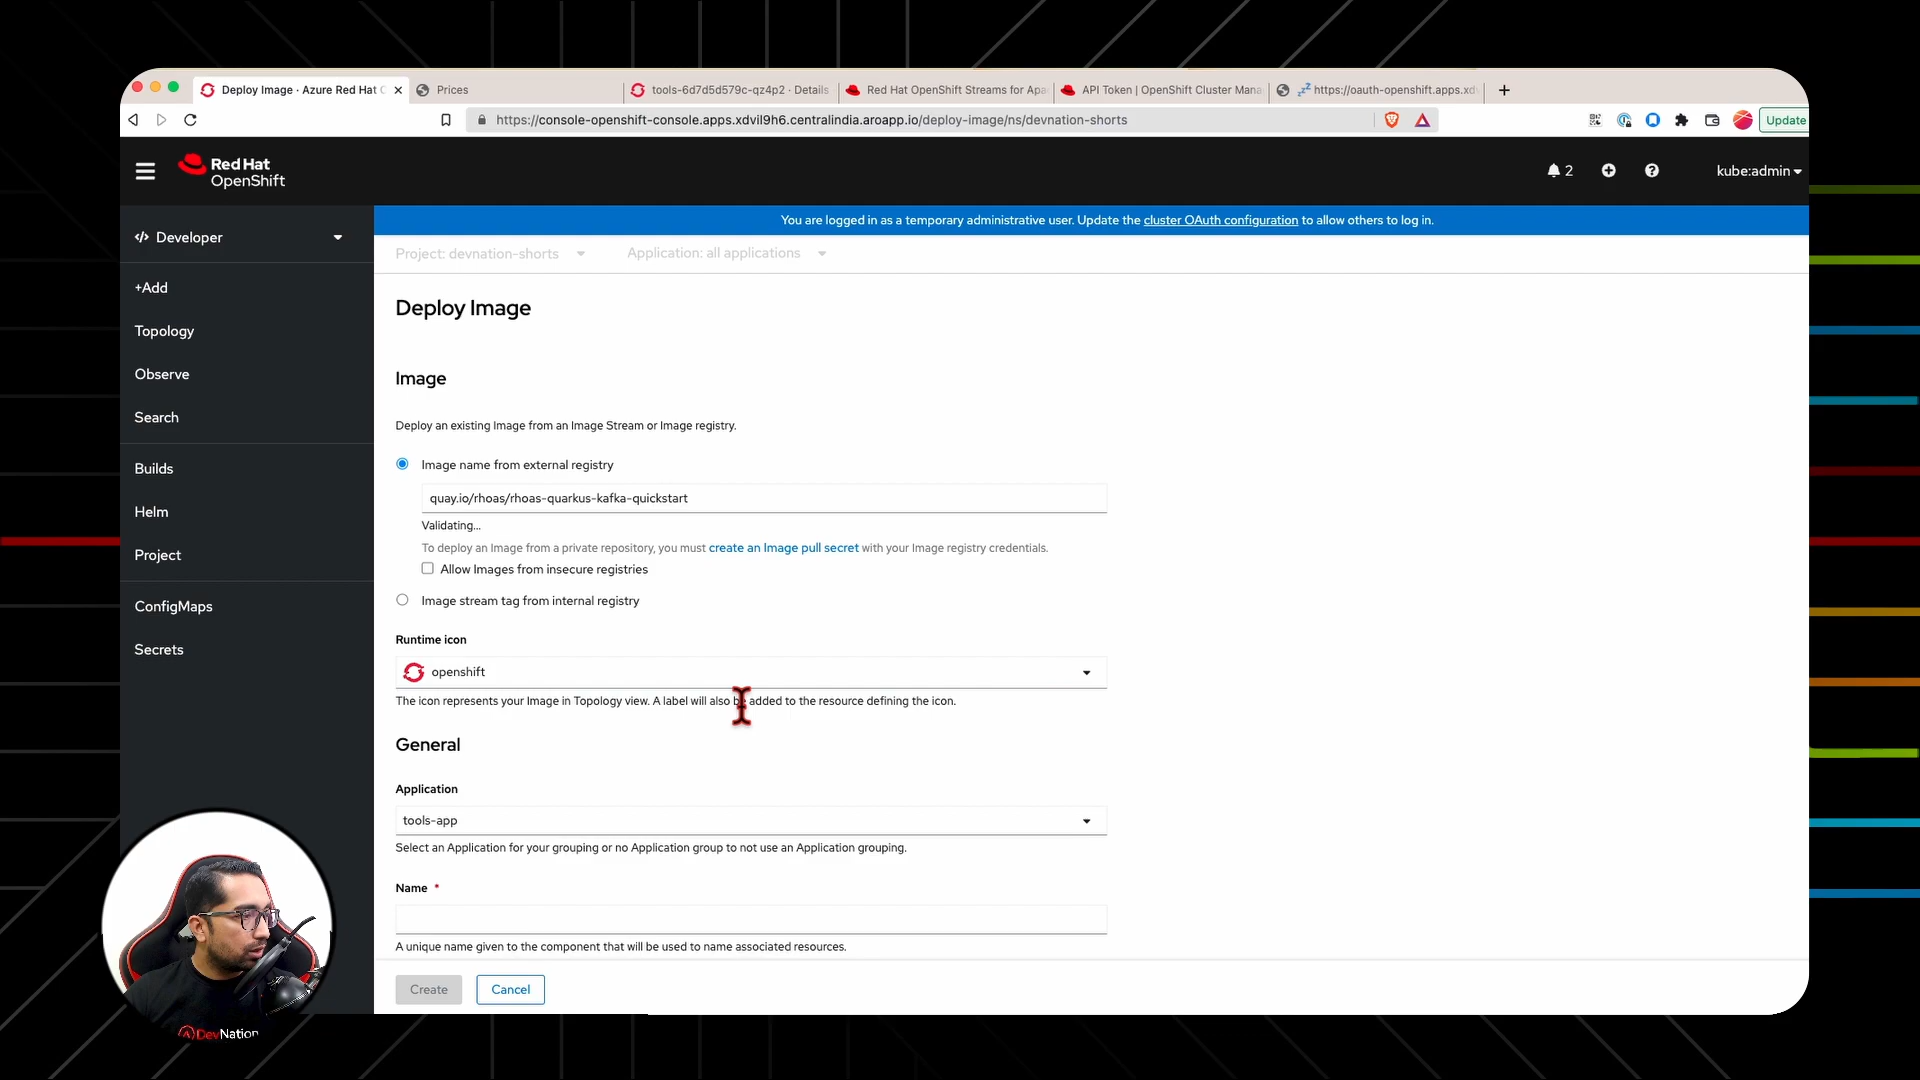 Deploy Image · Azure Red Hat C
Prices
tools-6d7d5d579c-qz4p2 · Details
Red Hat OpenShift Streams for Apa
API Token | OpenShift Cluster Mana
https://oauth-openshift.apps.xdv
https://console-openshift-console.apps.xdvil9h6.centralindia.aroapp.io/deploy-image/ns/devnation-shorts
Update
Red Hat
OpenShift
2
kube:admin
You are logged in as a temporary administrative user. Update the cluster OAuth configuration to allow others to log in.
Developer
+Add
Topology
Observe
Search
Builds
Helm
Project
ConfigMaps
Secrets
Project: devnation-shorts
Application: all applications
Deploy Image
Image
Deploy an existing Image from an Image Stream or Image registry.
Image name from external registry
quay.io/rhoas/rhoas-quarkus-kafka-quickstart
Validating...
To deploy an Image from a private repository, you must create an Image pull secret with your Image registry credentials.
Allow Images from insecure registries
Image stream tag from internal registry
Runtime icon
openshift
The icon represents your Image in Topology view. A label will also be added to the resource defining the icon.
General
Application
tools-app
Select an Application for your grouping or no Application group to not use an Application grouping.
Name *
A unique name given to the component that will be used to name associated resources.
Create
Cancel
DevNation